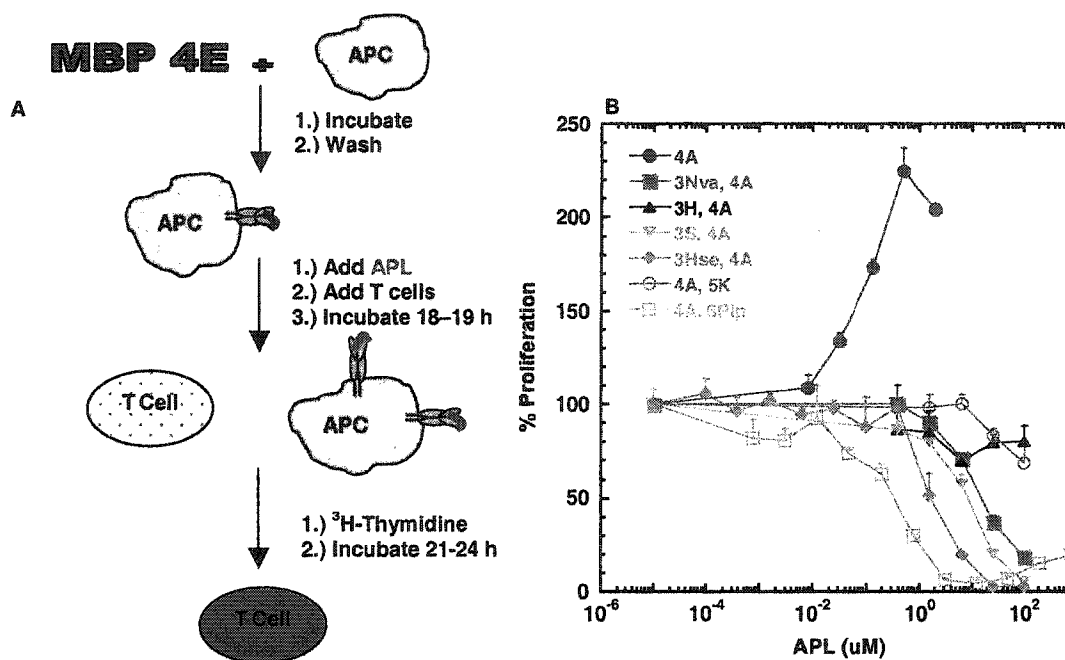 A
MBP 4E + APC
1.) Incubate
2.) Wash
APC
1.) Add APL
2.) Add T cells
3.) Incubate 18–19 h
T Cell
APC
1.) ³H-Thymidine
2.) Incubate 21-24 h
T Cell
B
250
200
150
100
50
0
% Proliferation
4A
3Nva, 4A
3H, 4A
3S, 4A
3Hse, 4A
4A, 5K
4A, 6Pip
10⁻⁶ 10⁻⁴ 10⁻² 10⁰ 10²
APL (uM)